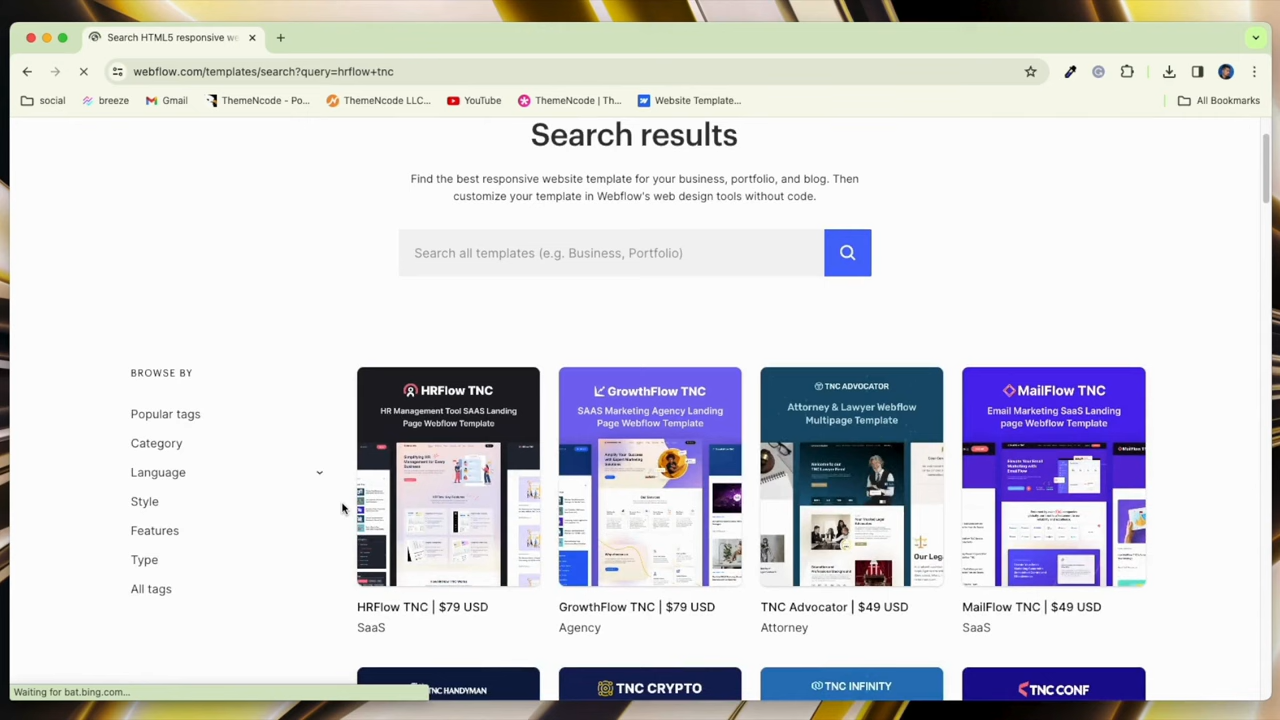 Search HTML5 responsive we
webflow.com/templates/search?query=hrflow+tnc
social
breeze
Gmail
ThemeNcode - Po...
ThemeNcode LLC...
YouTube
ThemeNcode | Th...
Website Template...
All Bookmarks
Search results
Find the best responsive website template for your business, portfolio, and blog. Then
customize your template in Webflow's web design tools without code.
Search all templates (e.g. Business, Portfolio)
BROWSE BY
Popular tags
Category
Language
Style
Features
Type
All tags
HRFlow TNC
HR Management Tool SAAS Landing
Page Webflow Template
HRFlow TNC | $79 USD
SaaS
GrowthFlow TNC
SAAS Marketing Agency Landing
Page Webflow Template
GrowthFlow TNC | $79 USD
Agency
TNC ADVOCATOR
Attorney & Lawyer Webflow
Multipage Template
Our Leg
TNC Advocator | $49 USD
Attorney
MailFlow TNC
Email Marketing SaaS Landing
page Webflow Template
MailFlow TNC | $49 USD
SaaS
TNC HANDYMAN
TNC CRYPTO
TNC INFINITY
TNC CONF
Waiting for bat.bing.com...